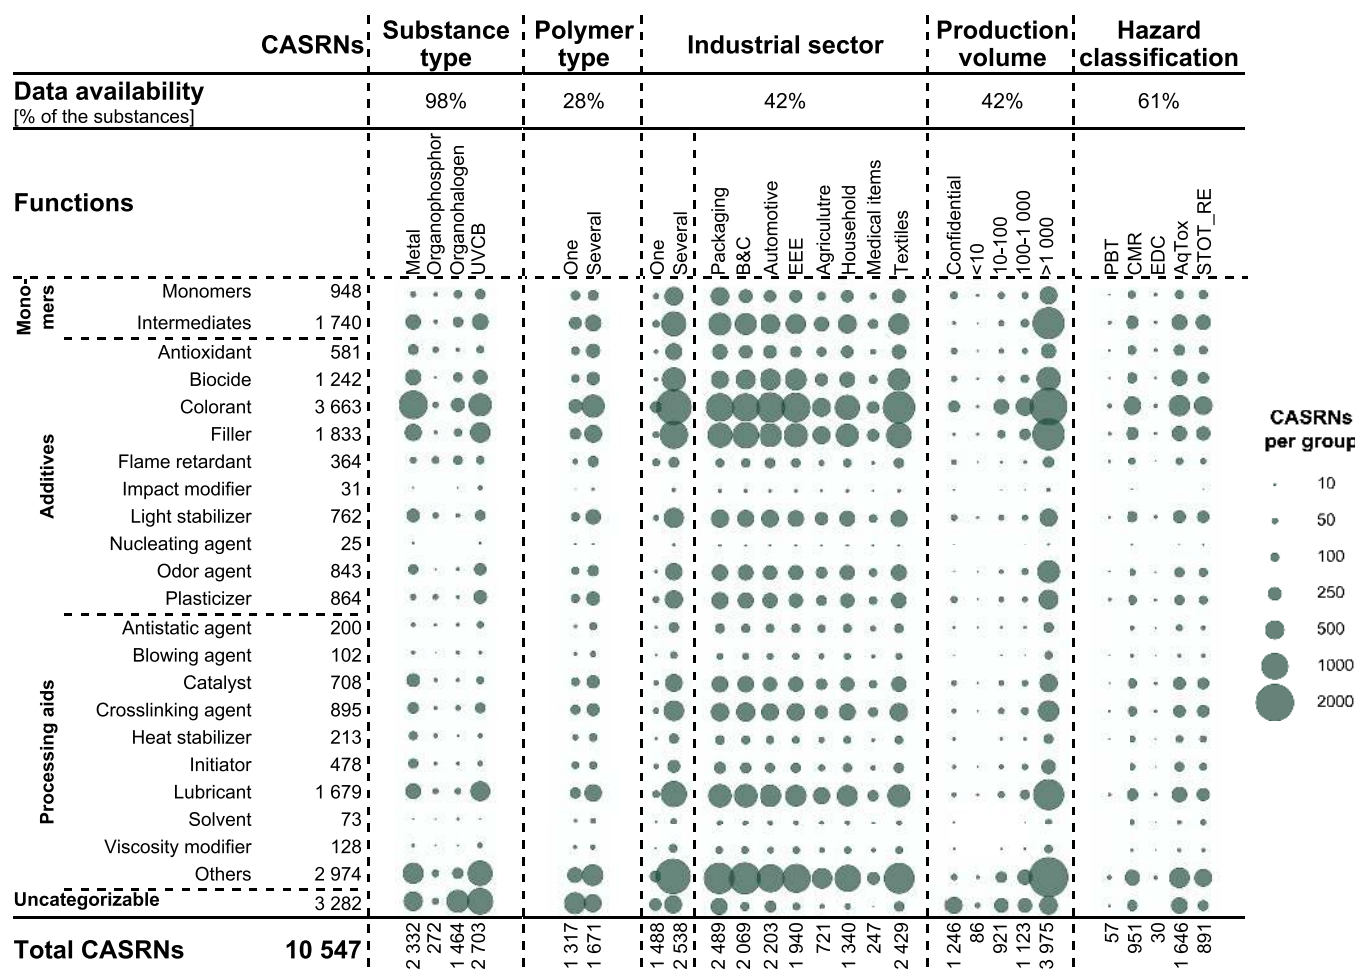 CASRNs
Substance type
Polymer type
Industrial sector
Production volume
Hazard classification
Data availability
[% of the substances]
98%
28%
42%
42%
61%
Functions
Metal
Organophosphor
Organohalogen
UVCB
One
Several
One
Several
Packaging
B&C
Automotive
EEE
Agriculutre
Household
Medical items
Textiles
Confidential
<10
10-100
100-1 000
>1 000
PBT
CMR
EDC
AqTox
STOT_RE
Mono-
mers
Monomers 948
Intermediates 1 740
Additives
Antioxidant 581
Biocide 1 242
Colorant 3 663
Filler 1 833
Flame retardant 364
Impact modifier 31
Light stabilizer 762
Nucleating agent 25
Odor agent 843
Plasticizer 864
Processing aids
Antistatic agent 200
Blowing agent 102
Catalyst 708
Crosslinking agent 895
Heat stabilizer 213
Initiator 478
Lubricant 1 679
Solvent 73
Viscosity modifier 128
Others 2 974
Uncategorizable 3 282
Total CASRNs 10 547
2 332
272
1 464
2 703
1 317
1 671
1 488
2 538
2 489
2 069
2 203
1 940
721
1 340
247
2 429
1 246
86
921
1 123
3 975
57
951
30
1 646
891
CASRNs
per group
10
50
100
250
500
1000
2000